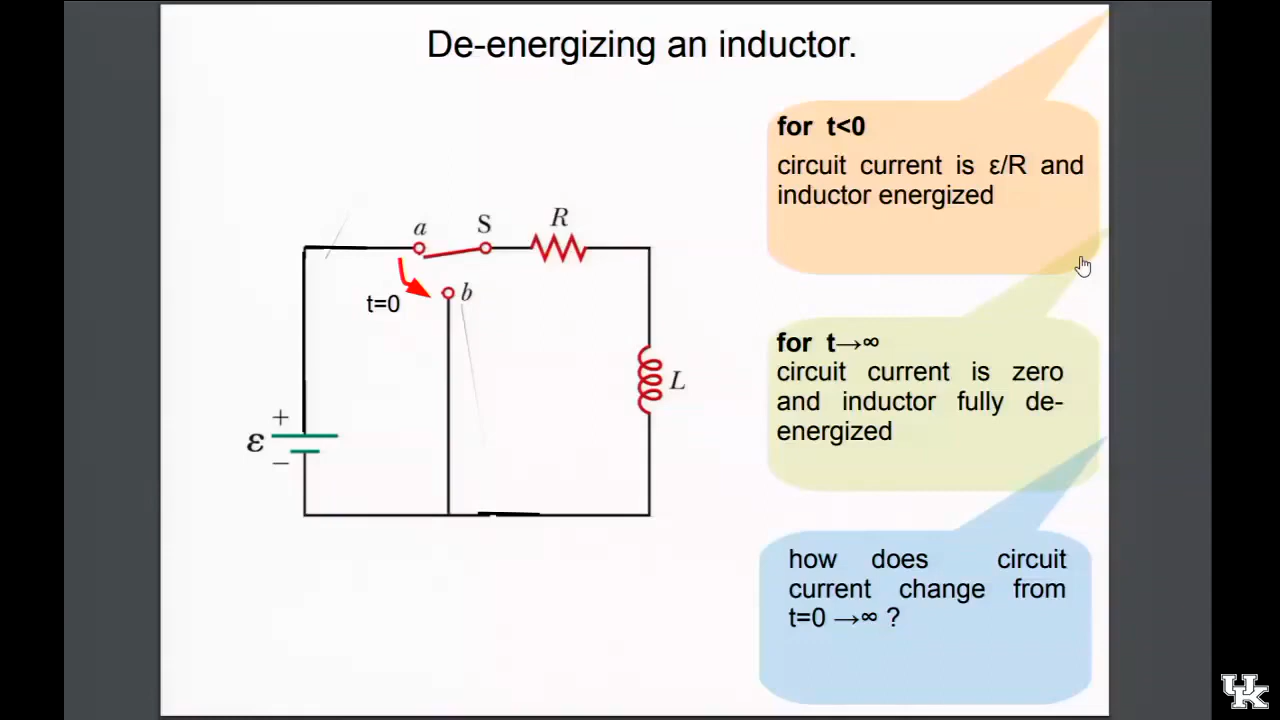 De-energizing an inductor.
for t<0
circuit current is ε/R and
inductor energized
a
S
R
t=0
b
L
+
ε
−
for t→∞
circuit current is zero
and inductor fully de-
energized
how does circuit
current change from
t=0 →∞ ?
UK